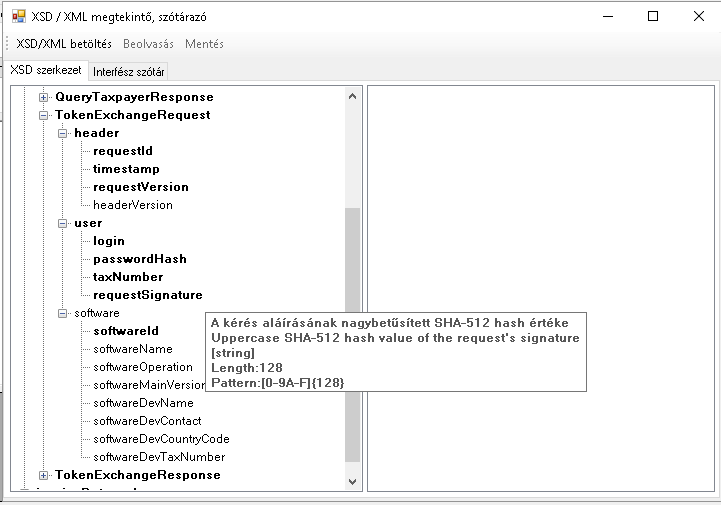 XSD / XML megtekintő, szótárazó
XSD/XML betöltés Beolvasás Mentés
XSD szerkezet Interfész szótár
QueryTaxpayerResponse
TokenExchangeRequest
header
requestId
timestamp
requestVersion
headerVersion
user
login
passwordHash
taxNumber
requestSignature
software
softwareId
softwareName
softwareOperation
softwareMainVersion
softwareDevName
softwareDevContact
softwareDevCountryCode
softwareDevTaxNumber
TokenExchangeResponse
A kérés aláírásának nagybetűsített SHA-512 hash értéke
Uppercase SHA-512 hash value of the request's signature
[string]
Length:128
Pattern:[0-9A-F]{128}